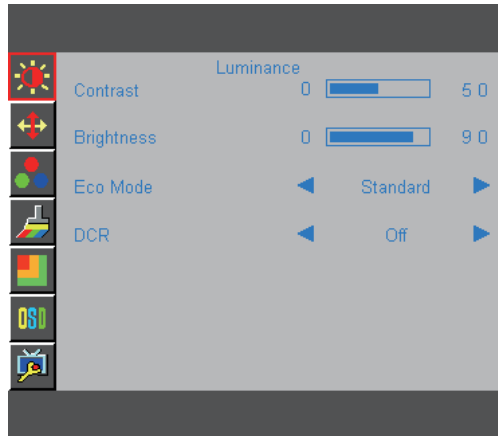 Luminance
Contrast 0 50
Brightness 0 90
Eco Mode Standard
DCR Off
OSD